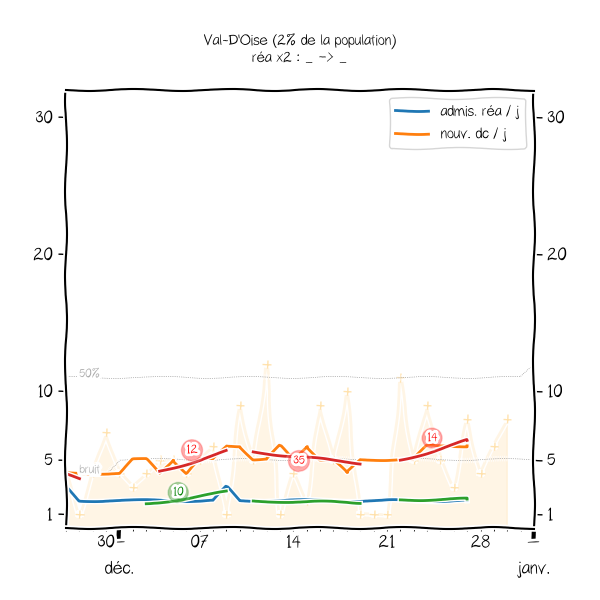 Val-D'Oise (2% de la population)
réa x2 : _ -> _
admis. réa / j
nouv. dc / j
30 30
20 20
50%
10 10
12
14
35
5 5
bruit
10
1 1
30 07 14 21 28
déc. janv.